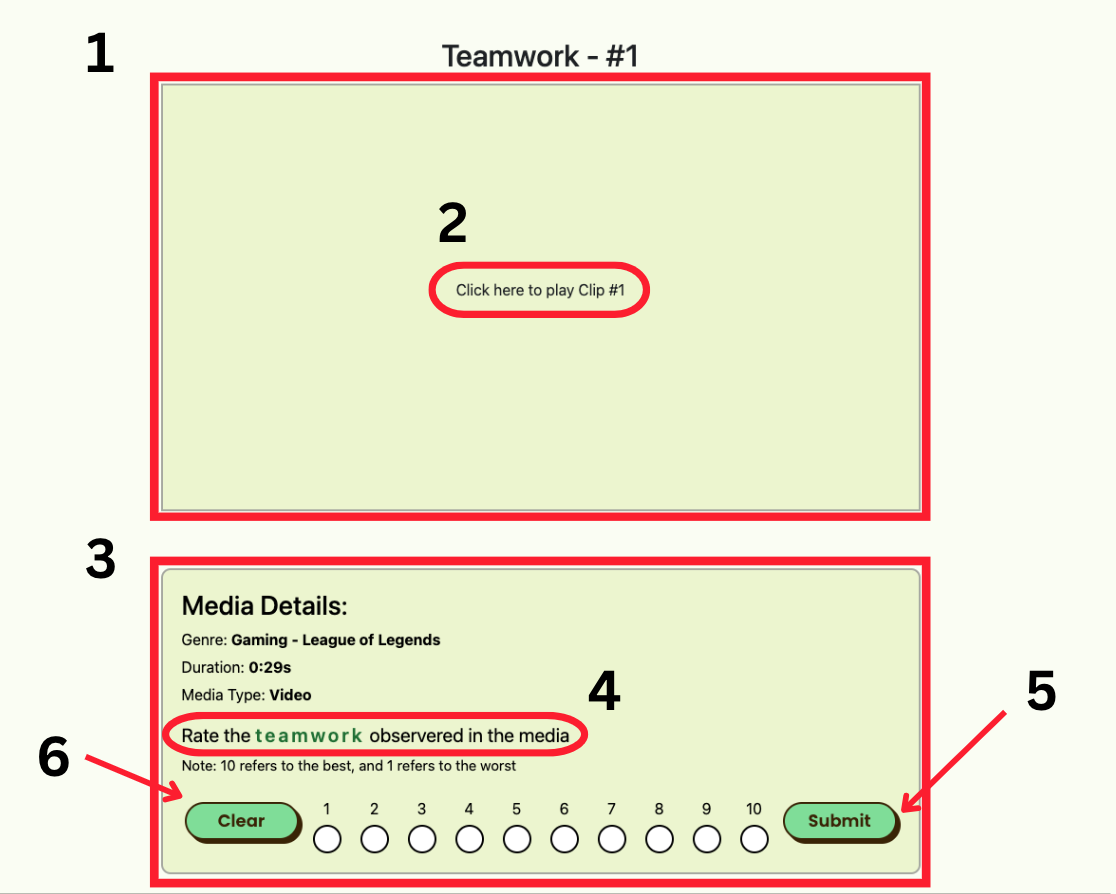 1
Teamwork - #1
2
Click here to play Clip #1
3
Media Details:
Genre: Gaming - League of Legends
Duration: 0:29s
Media Type: Video
4
5
Rate the teamwork observered in the media
6
Note: 10 refers to the best, and 1 refers to the worst
Clear 1 2 3 4 5 6 7 8 9 10 Submit